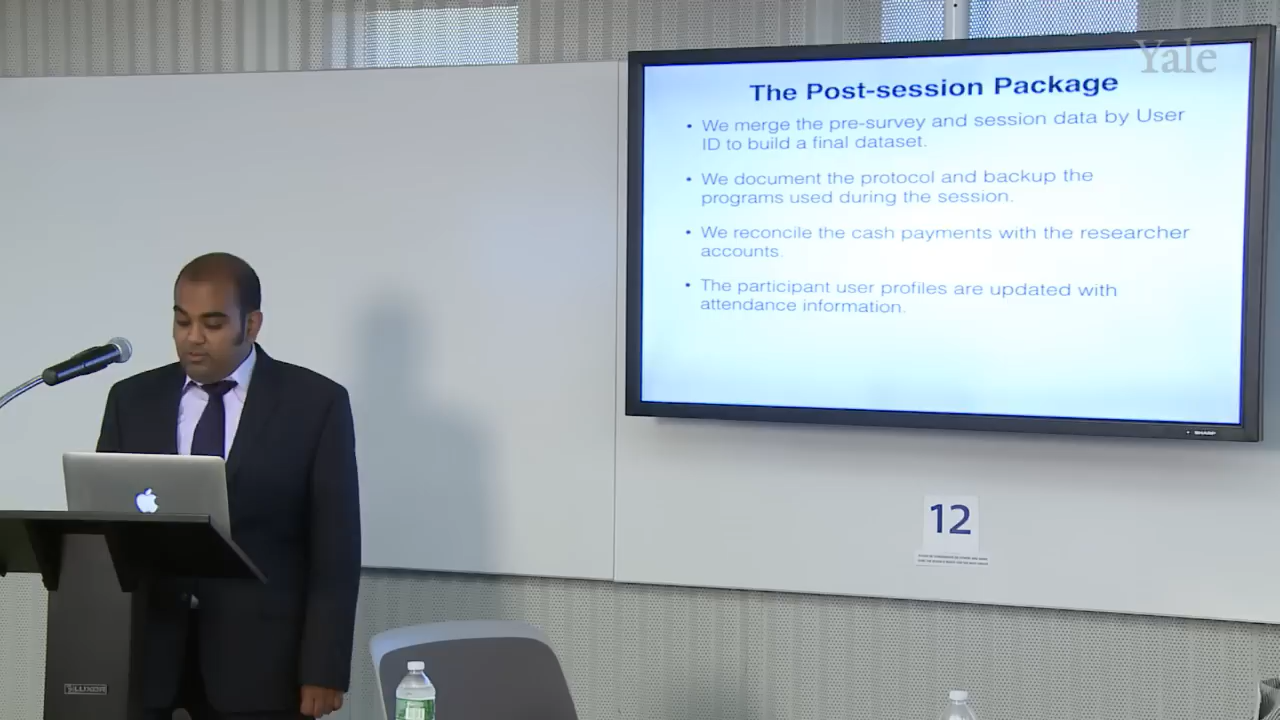 Yale
The Post-session Package
• We merge the pre-survey and session data by User
ID to build a final dataset.
• We document the protocol and backup the
programs used during the session.
• We reconcile the cash payments with the researcher
accounts.
• The participant user profiles are updated with
attendance information.
SHARP
12
LUXOR